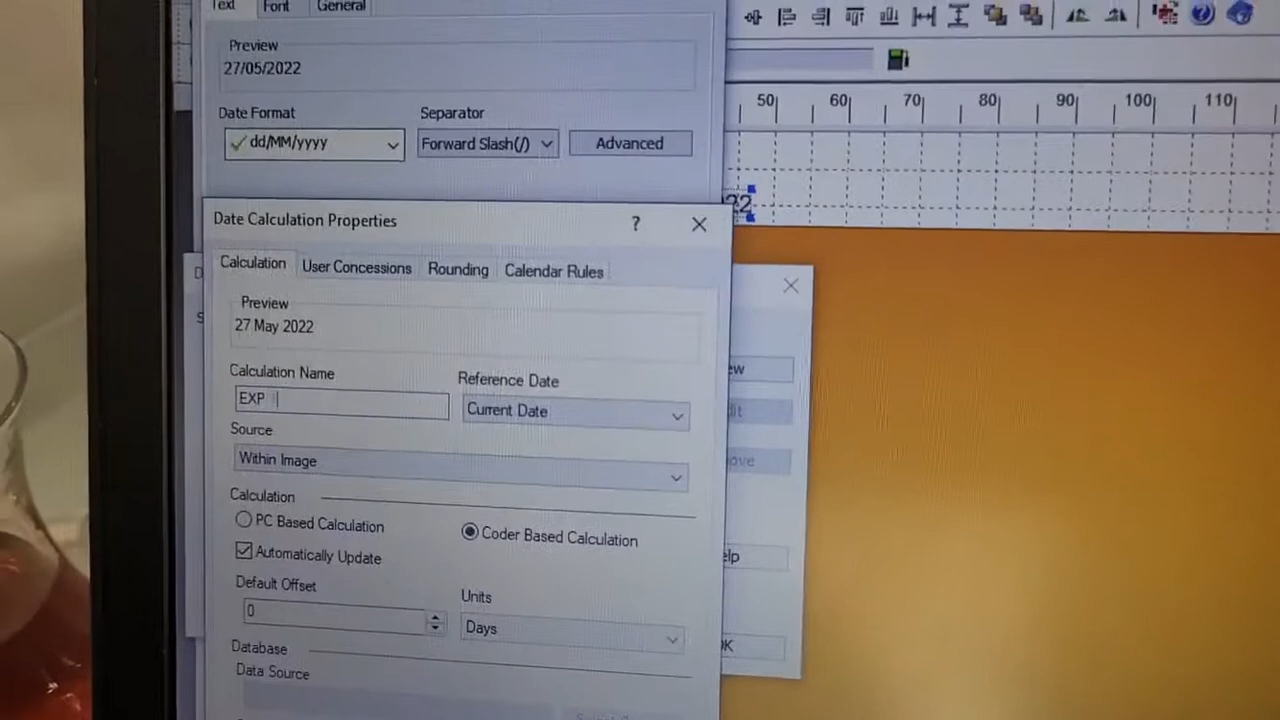 Text Font General
Preview
27/05/2022
Date Format Separator
dd/MM/yyyy Forward Slash(/) Advanced
50 60 70 80 90 100 110
22
Date Calculation Properties ?
Calculation User Concessions Rounding Calendar Rules
Preview
27 May 2022
Calculation Name Reference Date
EXP Current Date
Source
Within Image
Calculation
PC Based Calculation Coder Based Calculation
Automatically Update
Default Offset Units
0 Days
Database
Data Source